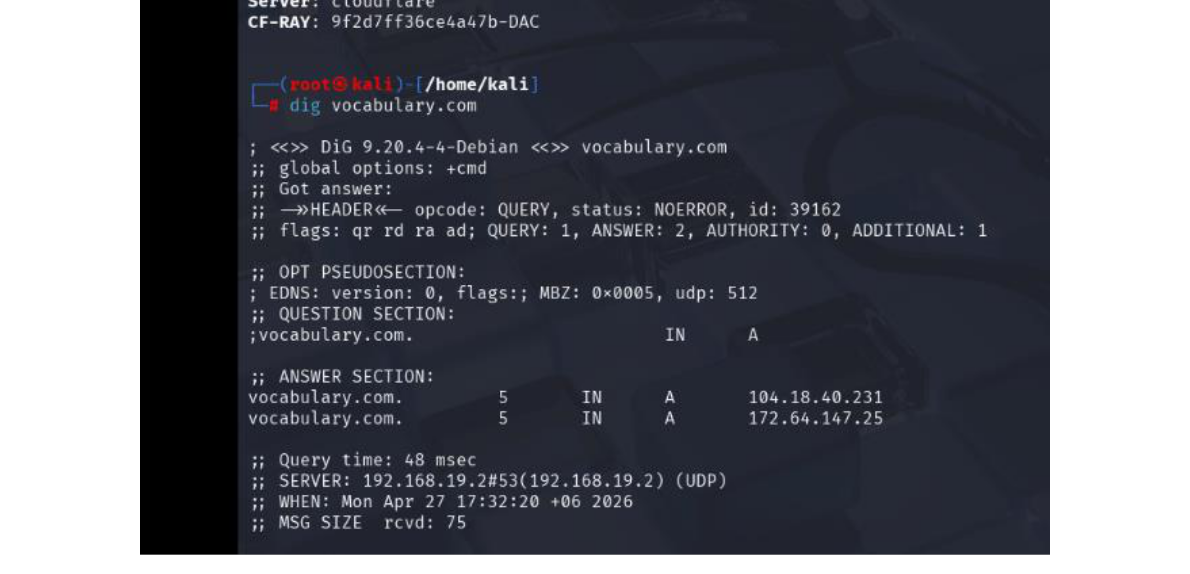 Server: cloudflare
CF-RAY: 9f2d7ff36ce4a47b-DAC
┌──(root㉿kali)-[/home/kali]
└─# dig vocabulary.com
; <<>> DiG 9.20.4-4-Debian <<>> vocabulary.com
;; global options: +cmd
;; Got answer:
;; ->>HEADER<<- opcode: QUERY, status: NOERROR, id: 39162
;; flags: qr rd ra ad; QUERY: 1, ANSWER: 2, AUTHORITY: 0, ADDITIONAL: 1
;; OPT PSEUDOSECTION:
; EDNS: version: 0, flags:; MBZ: 0×0005, udp: 512
;; QUESTION SECTION:
;vocabulary.com. IN A
;; ANSWER SECTION:
vocabulary.com. 5 IN A 104.18.40.231
vocabulary.com. 5 IN A 172.64.147.25
;; Query time: 48 msec
;; SERVER: 192.168.19.2#53(192.168.19.2) (UDP)
;; WHEN: Mon Apr 27 17:32:20 +06 2026
;; MSG SIZE rcvd: 75